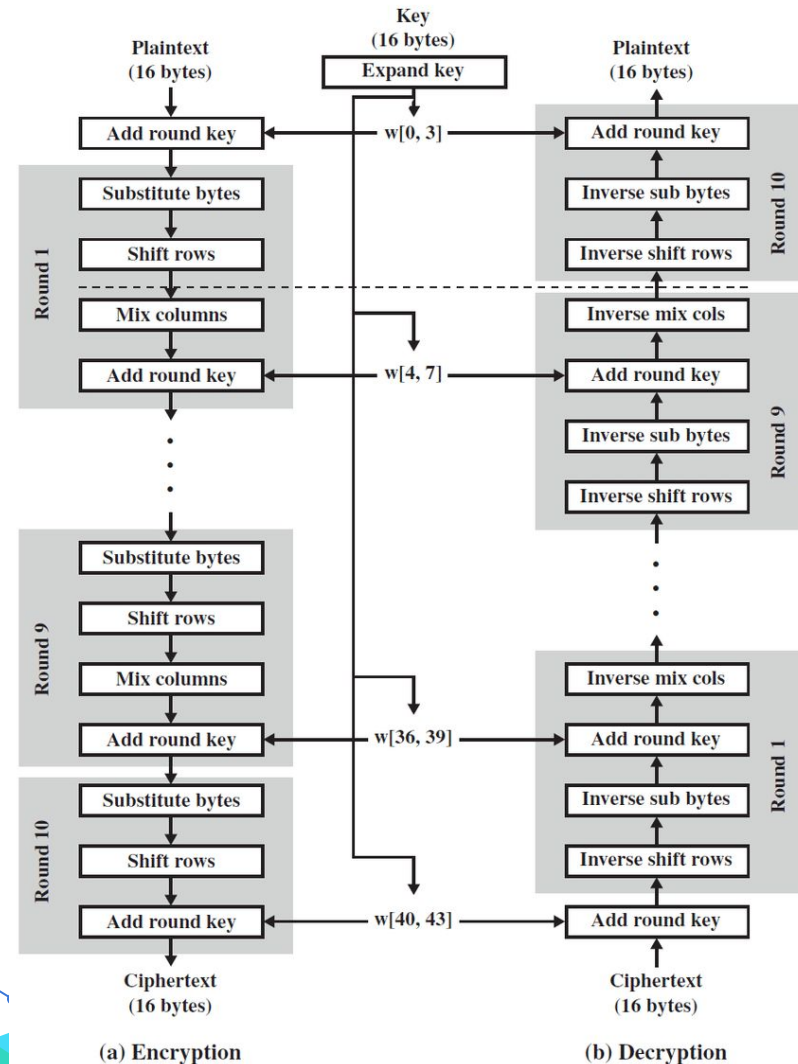 Key
(16 bytes)
Expand key
Plaintext
(16 bytes)
Add round key
Round 1
Substitute bytes
Shift rows
Mix columns
Add round key
Round 9
Substitute bytes
Shift rows
Mix columns
Add round key
Round 10
Substitute bytes
Shift rows
Add round key
Ciphertext
(16 bytes)
(a) Encryption
w[0, 3]
w[4, 7]
w[36, 39]
w[40, 43]
Plaintext
(16 bytes)
Add round key
Inverse sub bytes
Inverse shift rows
Round 10
Inverse mix cols
Add round key
Inverse sub bytes
Inverse shift rows
Round 9
Inverse mix cols
Add round key
Inverse sub bytes
Inverse shift rows
Round 1
Add round key
Ciphertext
(16 bytes)
(b) Decryption